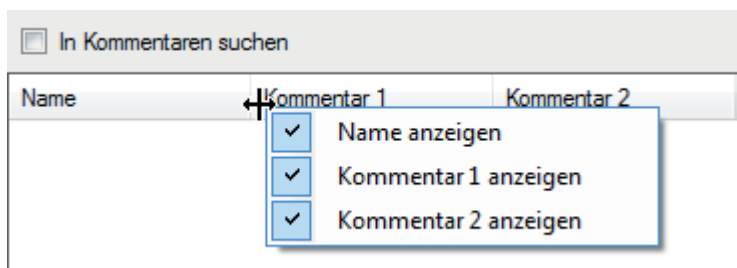 In Kommentaren suchen
Name Kommentar 1 Kommentar 2
Name anzeigen
Kommentar 1 anzeigen
Kommentar 2 anzeigen